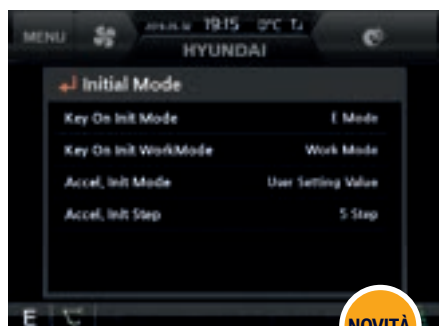 MENU 19:15 0°C
HYUNDAI
Initial Mode
Key On Init Mode E Mode
Key On Init WorkMode Work Mode
Accel, Init Mode User Setting Value
Accel, Init Step 5 Step
E
NOVITÀ